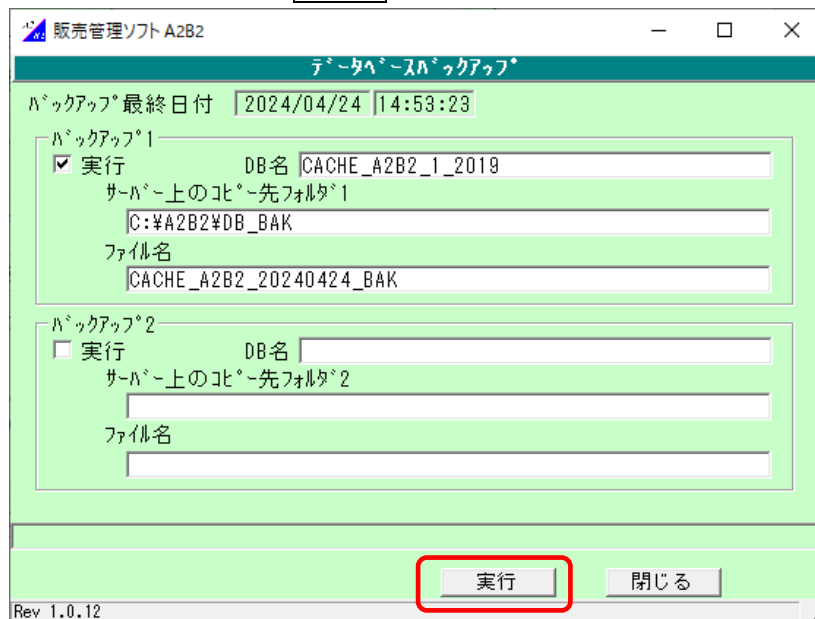 販売管理ソフト A2B2
ﾃﾞｰﾀﾍﾞｰｽﾊﾞｯｸｱｯﾌﾟ
ﾊﾞｯｸｱｯﾌﾟ最終日付 2024/04/24 14:53:23
ﾊﾞｯｸｱｯﾌﾟ1
実行 DB名 CACHE_A2B2_1_2019
ｻｰﾊﾞｰ上のｺﾋﾟｰ先ﾌｫﾙﾀﾞ1
C:¥A2B2¥DB_BAK
ﾌｧｲﾙ名
CACHE_A2B2_20240424_BAK
ﾊﾞｯｸｱｯﾌﾟ2
実行 DB名
ｻｰﾊﾞｰ上のｺﾋﾟｰ先ﾌｫﾙﾀﾞ2
ﾌｧｲﾙ名
実行 閉じる
Rev 1.0.12